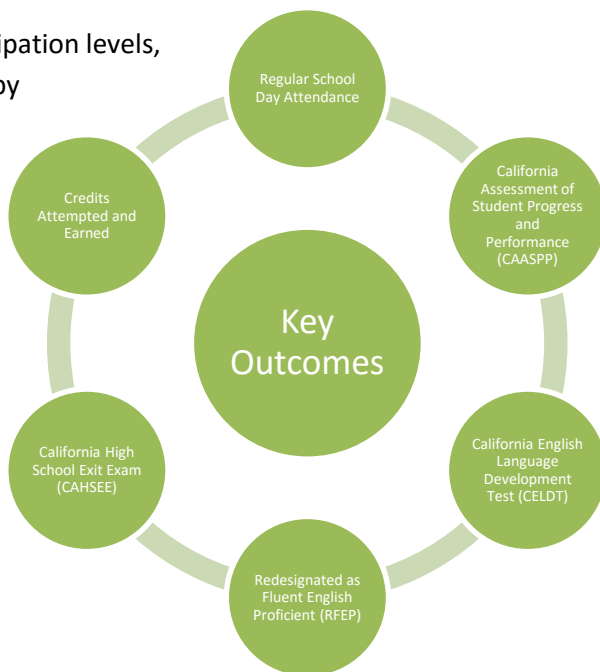 ipation levels,
by
Regular School
Day Attendance
California
Assessment of
Student Progress
and
Performance
(CAASPP)
California English
Language
Development
Test (CELDT)
Redesignated as
Fluent English
Proficient (RFEP)
California High
School Exit Exam
(CAHSEE)
Credits
Attempted and
Earned
Key
Outcomes